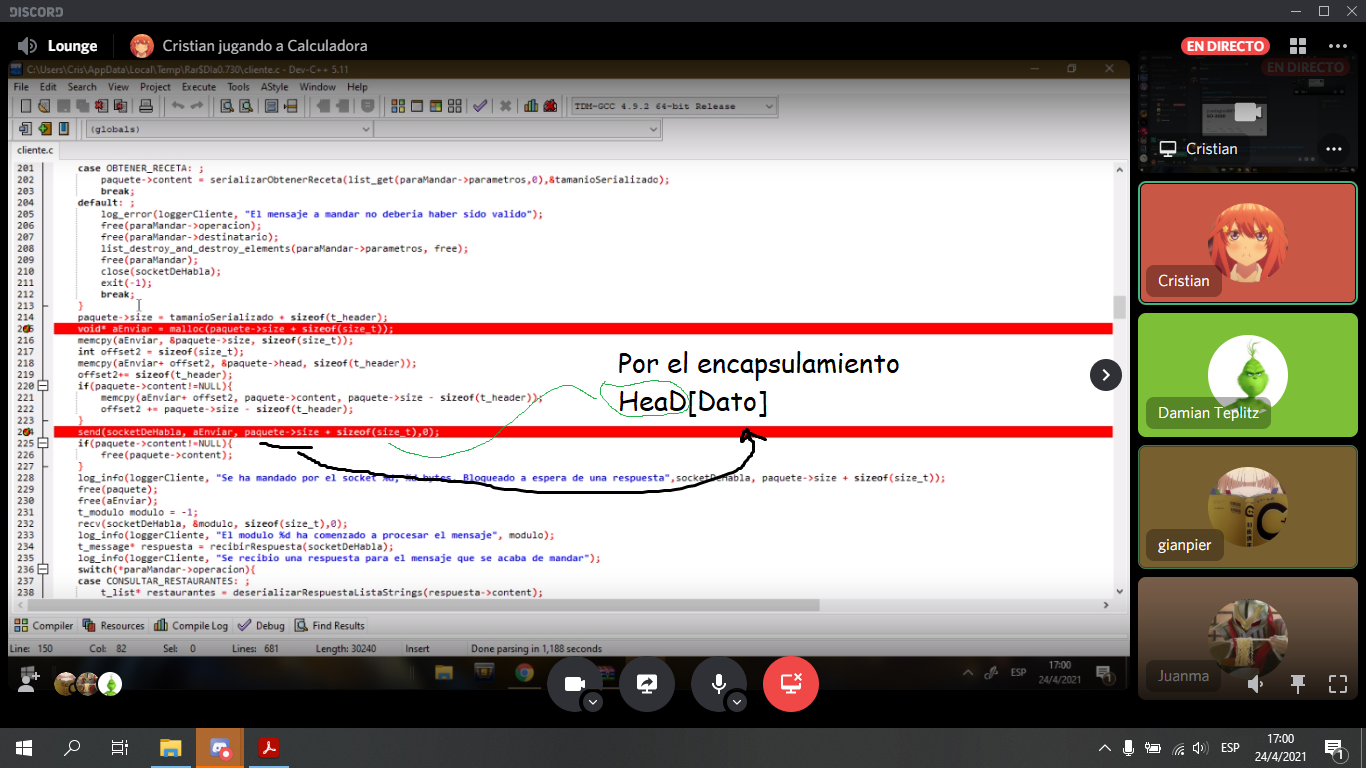 DISCORD
Lounge
Cristian jugando a Calculadora
EN DIRECTO
C:\Users\Cris\AppData\Local\Temp\Rar$DIa0.730\cliente.c - Dev-C++ 5.11
File Edit Search View Project Execute Tools AStyle Window Help
TDM-GCC 4.9.2 64-bit Release
(globals)
cliente.c
201 case OBTENER_RECETA: ;
202 paquete->content = serializarObtenerReceta(list_get(paraMandar->parametros,0),&tamanioSerializado);
203 break;
204 default: ;
205 log_error(loggerCliente, "El mensaje a mandar no deberia haber sido valido");
206 free(paraMandar->operacion);
207 free(paraMandar->destinatario);
208 list_destroy_and_destroy_elements(paraMandar->parametros, free);
209 free(paraMandar);
210 close(socketDeHabla);
211 exit(-1);
212 break;
213 }
214 paquete->size = tamanioSerializado + sizeof(t_header);
void* aEnviar = malloc(paquete->size + sizeof(size_t));
216 memcpy(aEnviar, &paquete->size, sizeof(size_t));
217 int offset2 = sizeof(size_t);
218 memcpy(aEnviar+ offset2, &paquete->head, sizeof(t_header));
219 offset2+= sizeof(t_header);
220 if(paquete->content!=NULL){
221 memcpy(aEnviar+ offset2, paquete->content, paquete->size - sizeof(t_header));
222 offset2 += paquete->size - sizeof(t_header);
223 }
send(socketDeHabla, aEnviar, paquete->size + sizeof(size_t),0);
225 if(paquete->content!=NULL){
226 free(paquete->content);
227 }
228 log_info(loggerCliente, "Se ha mandado por el socket %d, %d bytes. Bloqueado a espera de una respuesta",socketDeHabla, paquete->size + sizeof(size_t));
229 free(paquete);
230 free(aEnviar);
231 t_modulo modulo = -1;
232 recv(socketDeHabla, &modulo, sizeof(size_t),0);
233 log_info(loggerCliente, "El modulo %d ha comenzado a procesar el mensaje", modulo);
234 t_message* respuesta = recibirRespuesta(socketDeHabla);
235 log_info(loggerCliente, "Se recibio una respuesta para el mensaje que se acaba de mandar");
236 switch(*paraMandar->operacion){
237 case CONSULTAR_RESTAURANTES: ;
238 t_list* restaurantes = deserializarRespuestaListaStrings(respuesta->content);
Por el encapsulamiento
HeaD[Dato]
Compiler Resources Compile Log Debug Find Results
Line: 150 Col: 82 Sel: 0 Lines: 681 Length: 30240 Insert Done parsing in 1,188 seconds
ESP
17:00
24/4/2021
EN DIRECTO
Cristian
Cristian
Damian Teplitz
gianpier
Juanma
ESP
17:00
24/4/2021
1